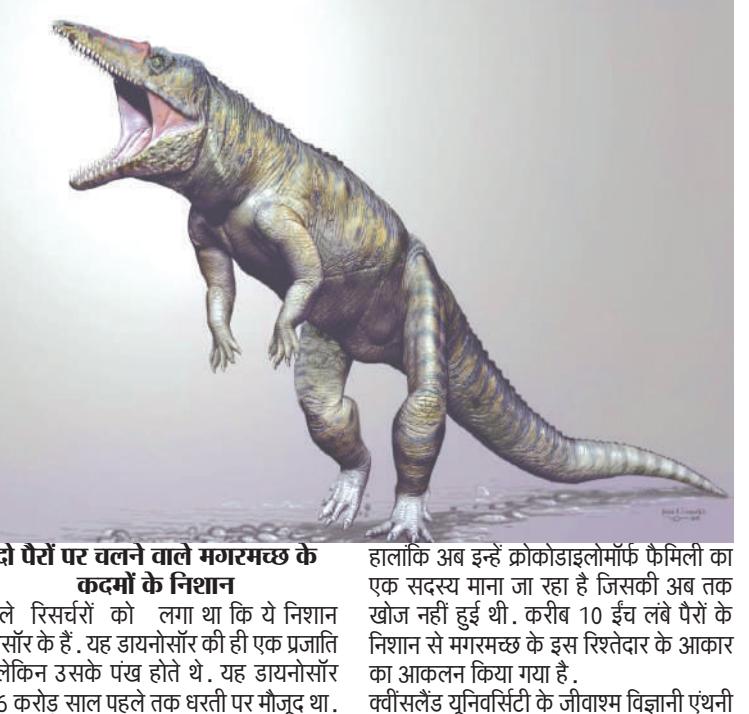 दो पैरों पर चलने वाले मगरमच्छ के
कदमों के निशान
रिसर्चरों को लगा था कि ये निशान
के हैं . यह डायनोसॉर की ही एक प्रजाति
लेकिन उसके पंख होते थे . यह डायनोसॉर
करोड़ साल पहले तक धरती पर मौजूद था .
हालांकि अब इन्हें क्रोकोडाइलोमॉर्फ फैमिली का
एक सदस्य माना जा रहा है जिसकी अब तक
खोज नहीं हुई थी . करीब 10 ईंच लंबे पैरों के
निशान से मगरमच्छ के इस रिश्तेदार के आकार
का आकलन किया गया है .
क्वींसलैंड यूनिवर्सिटी के जीवाश्म विज्ञानी एंथनी